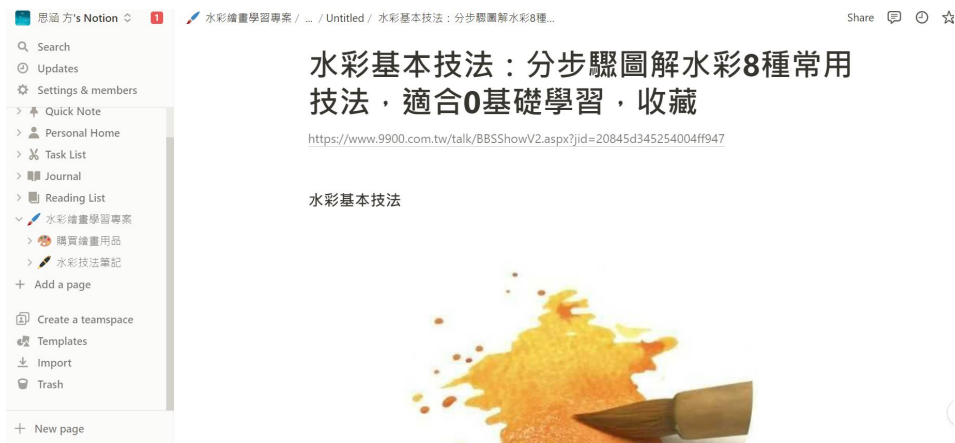 思涵 方's Notion
1
水彩繪畫學習專案 / ... / Untitled / 水彩基本技法：分步驟圖解水彩8種...
Share
Search
Updates
Settings & members
Quick Note
Personal Home
Task List
Journal
Reading List
水彩繪畫學習專案
購買繪畫用品
水彩技法筆記
Add a page
Create a teamspace
Templates
Import
Trash
New page
水彩基本技法：分步驟圖解水彩8種常用
技法，適合0基礎學習，收藏
https://www.9900.com.tw/talk/BBSShowV2.aspx?jid=20845d345254004ff947
水彩基本技法